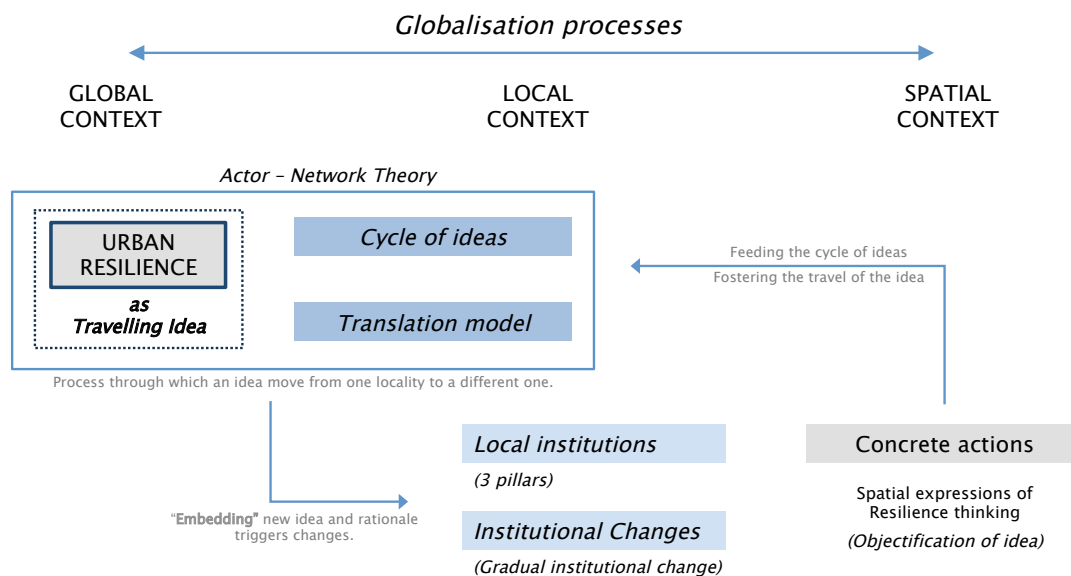 Globalisation processes
GLOBAL
CONTEXT
LOCAL
CONTEXT
SPATIAL
CONTEXT
Actor – Network Theory
URBAN
RESILIENCE
as
Travelling Idea
Cycle of ideas
Translation model
Feeding the cycle of ideas
Fostering the travel of the idea
Process through which an idea move from one locality to a different one.
Local institutions
(3 pillars)
Concrete actions
"Embedding" new idea and rationale
triggers changes.
Institutional Changes
(Gradual institutional change)
Spatial expressions of
Resilience thinking
(Objectification of idea)